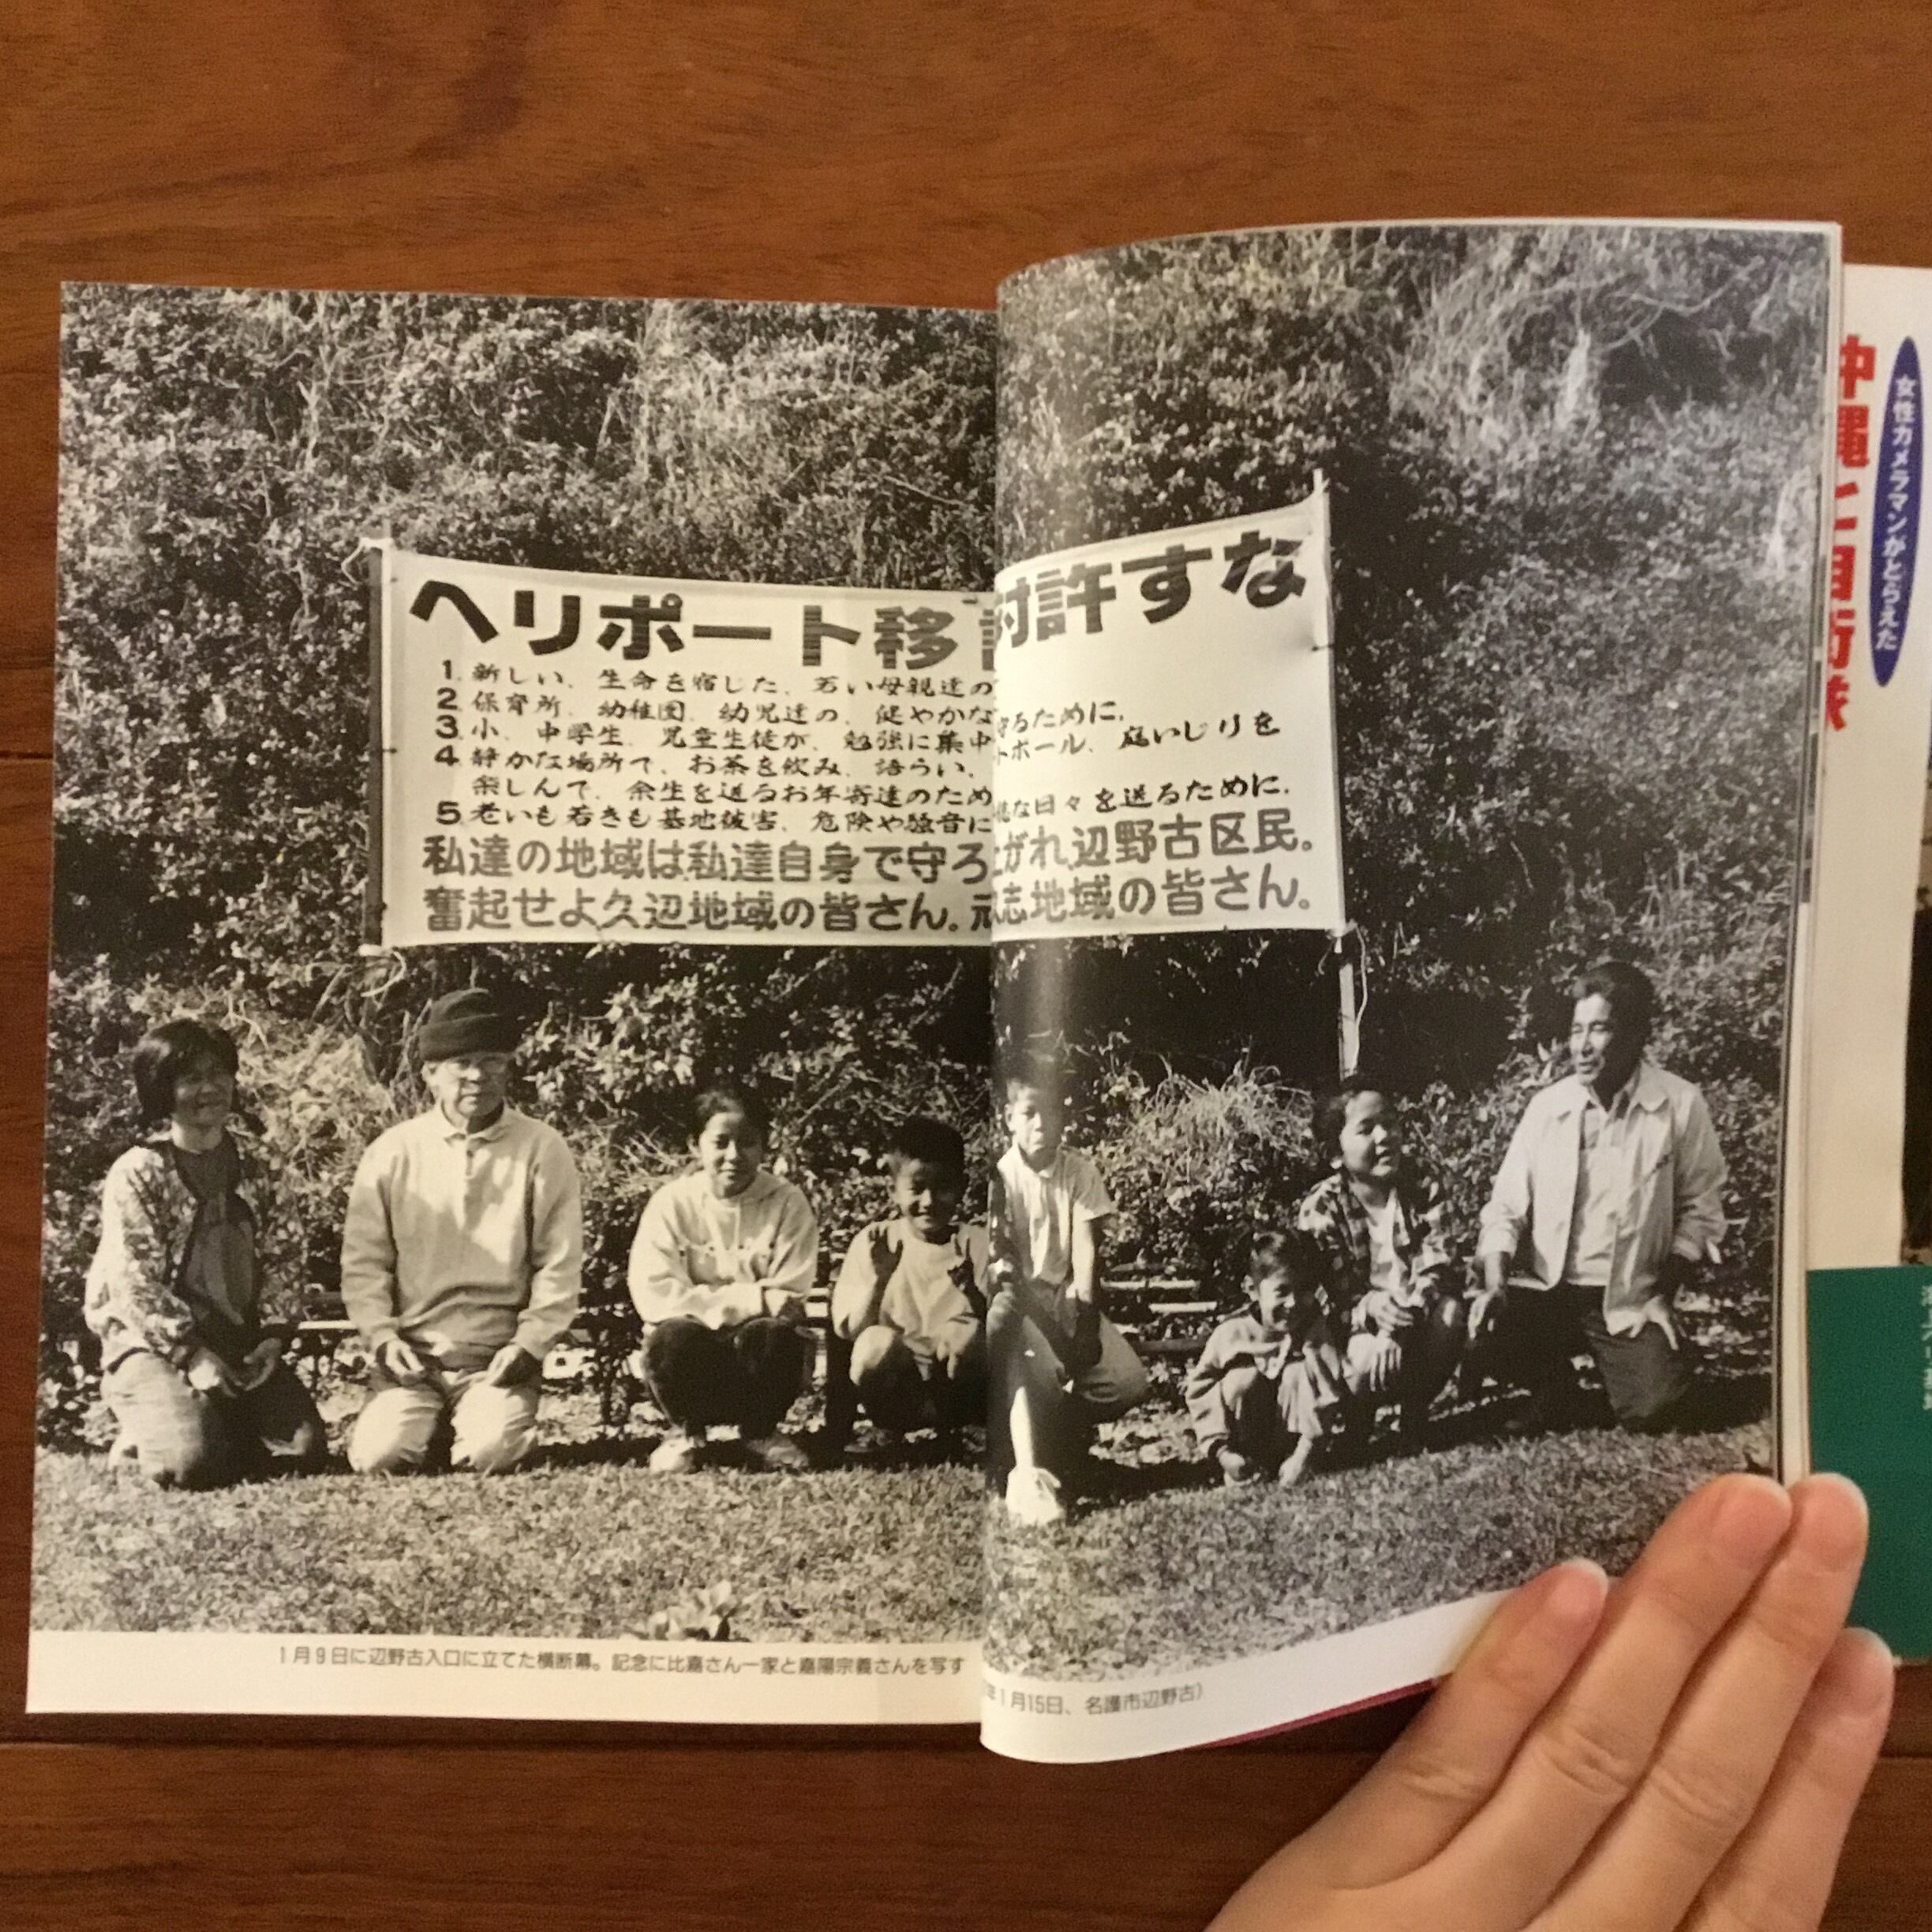 ヘリポート移 許すな
1. 新しい、生命を宿した、若い母親達の
2. 保育所、幼稚園、幼児達の、健やかな
守るために.
3. 小、中学生、児童生徒が、勉強に集中
4. 静かな場所で、お茶を飲み、語らい、
トボール、庭いじりを
楽しんで、余生を送るお年寄達のため
5. 老いも若きも基地被害、危険や騒音に
な日々を送るために.
私達の地域は私達自身で守ろ
がれ辺野古区民。
奮起せよ久辺地域の皆さん。
志地域の皆さん。
1月9日に辺野古入口に立てた横断幕。記念に比嘉さん一家と嘉陽宗義さんを写す
年1月15日、名護市辺野古)
女性カメラマンがとらえた
沖縄と自衛隊